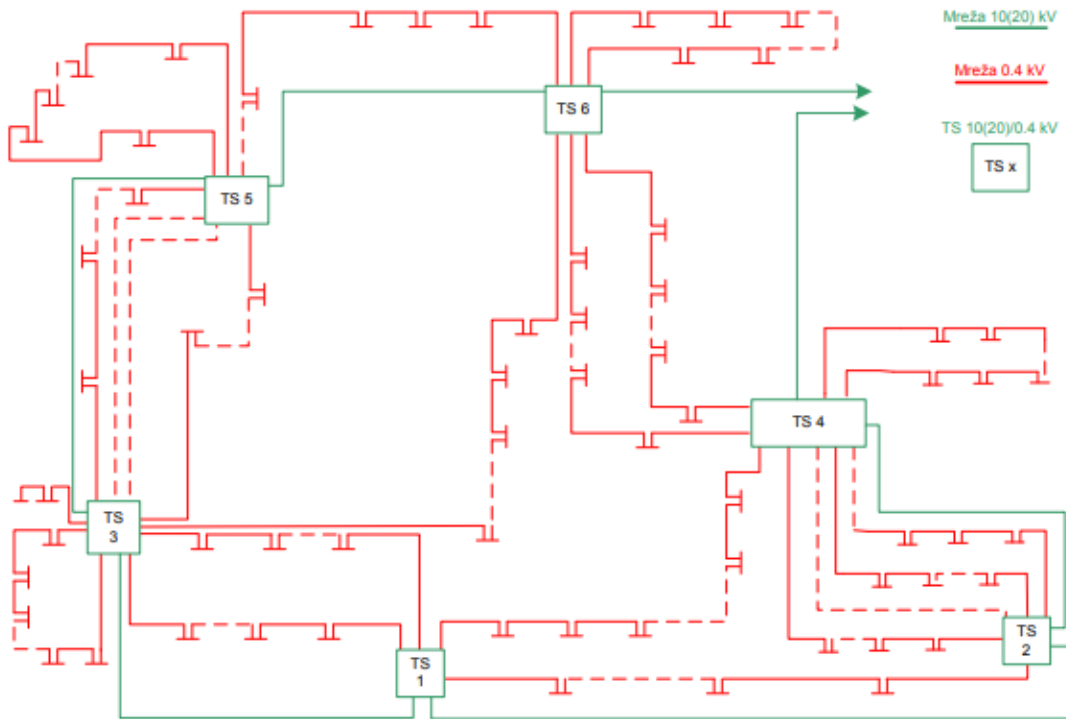 Mreža 10(20) kV
Mreža 0.4 kV
TS 10(20)/0.4 kV
TS x
TS 6
TS 5
TS 4
TS
3
TS
2
TS
1